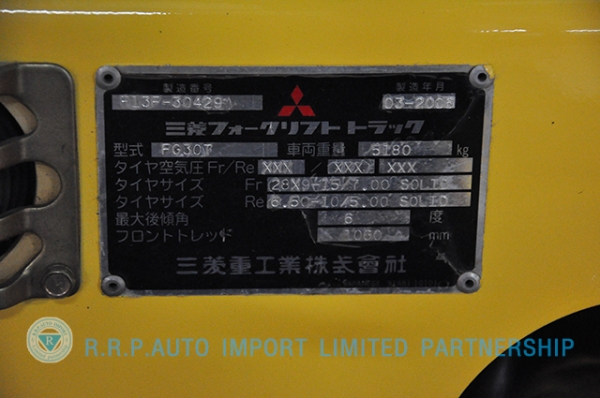 製造番号 製造年月
F13F-30429 03-2008
三菱フォークリフトトラック
型式 FG30T 車両重量 5180 kg
タイヤ空気圧 Fr/Re XXX / XXX / XXX
タイヤサイズ Fr 28X9-15/7.00 SOLID
タイヤサイズ Re 6.50-10/5.00 SOLID
最大後傾角 6 度
フロントトレッド 1060 mm
三菱重工業株式會社
R.R.P.AUTO IMPORT LIMITED PARTNERSHIP